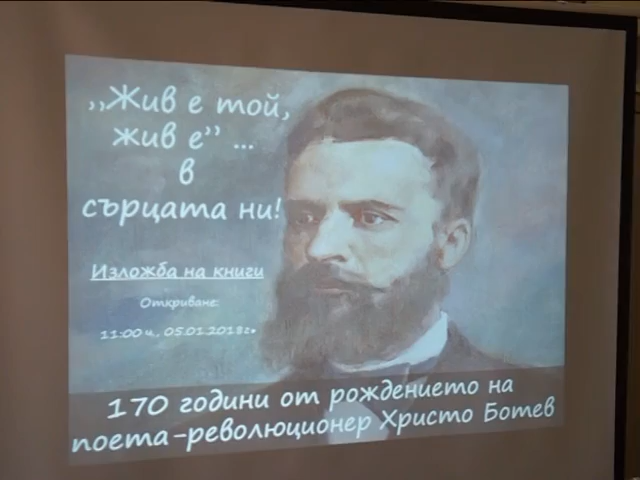 „Жив е той,
жив е” ...
в
сърцата ни!
Изложба на книги
Откриване:
11:00 ч., 05.01.2018г.
170 години от рождението на
поета-революционер Христо Ботев